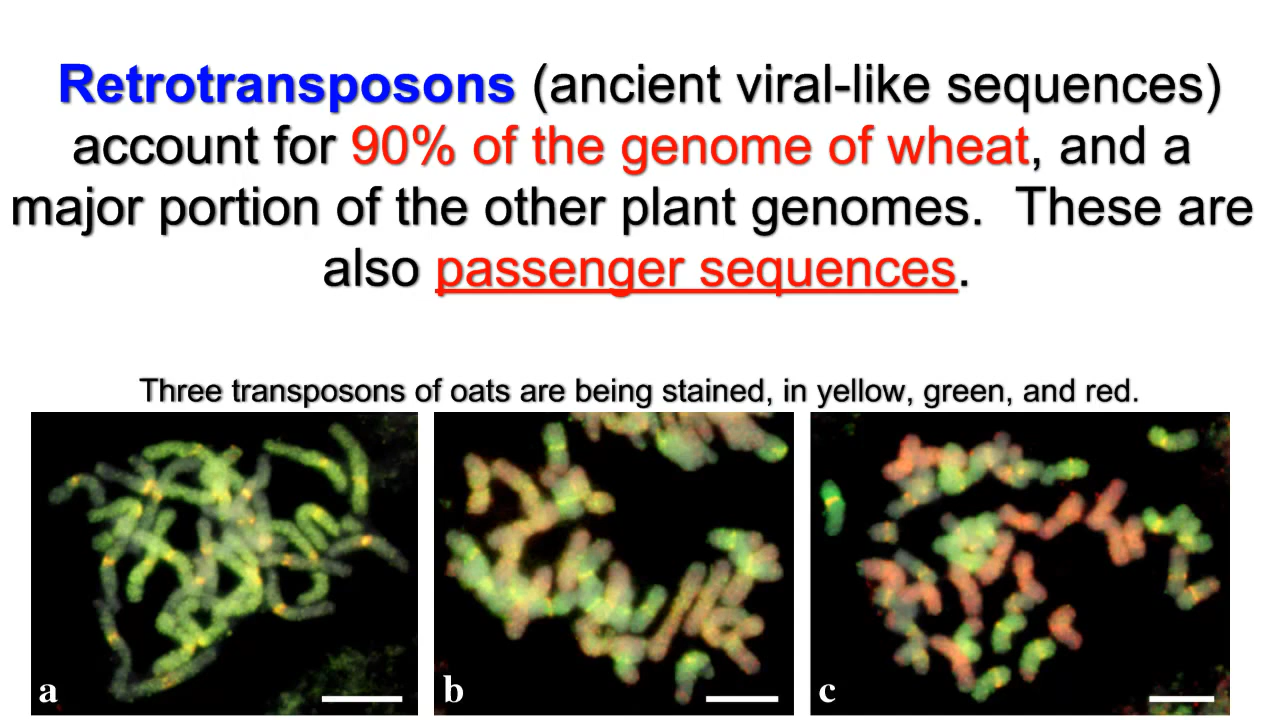 Retrotransposons (ancient viral-like sequences)
account for 90% of the genome of wheat, and a
major portion of the other plant genomes.  These are
also passenger sequences.
Three transposons of oats are being stained, in yellow, green, and red.
a
b
c